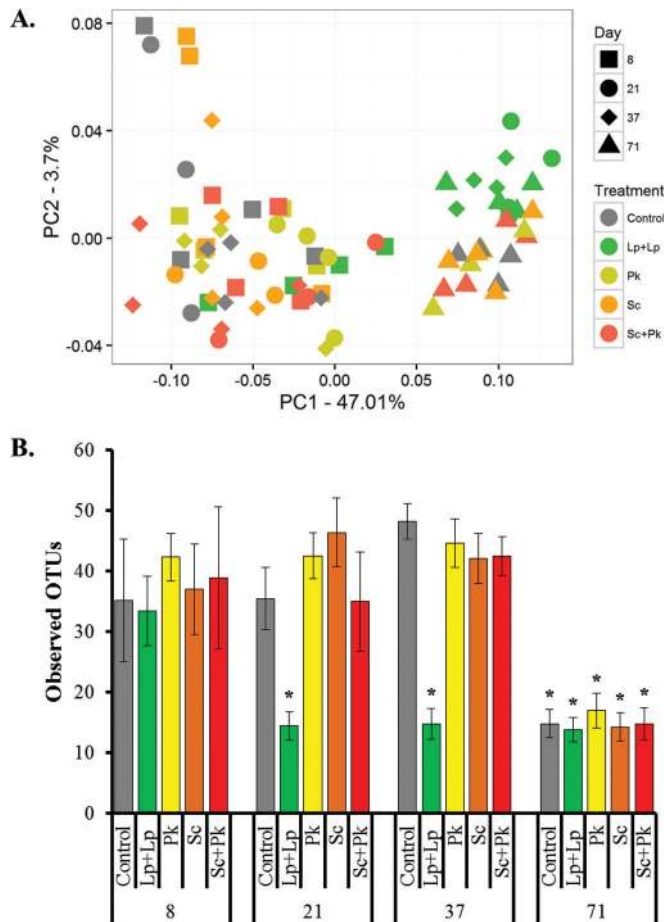 A.
0.08
0.04
0.00
-0.04
PC2 - 3.7%
-0.10
-0.05
0.00
0.05
0.10
PC1 - 47.01%
Day
8
21
37
71
Treatment
Control
Lp+Lp
Pk
Sc
Sc+Pk
B.
60
50
40
30
20
10
0
Observed OTUs
*
*
*
*
*
*
*
Control
Lp+Lp
Pk
Sc
Sc+Pk
Control
Lp+Lp
Pk
Sc
Sc+Pk
Control
Lp+Lp
Pk
Sc
Sc+Pk
Control
Lp+Lp
Pk
Sc
Sc+Pk
8
21
37
71